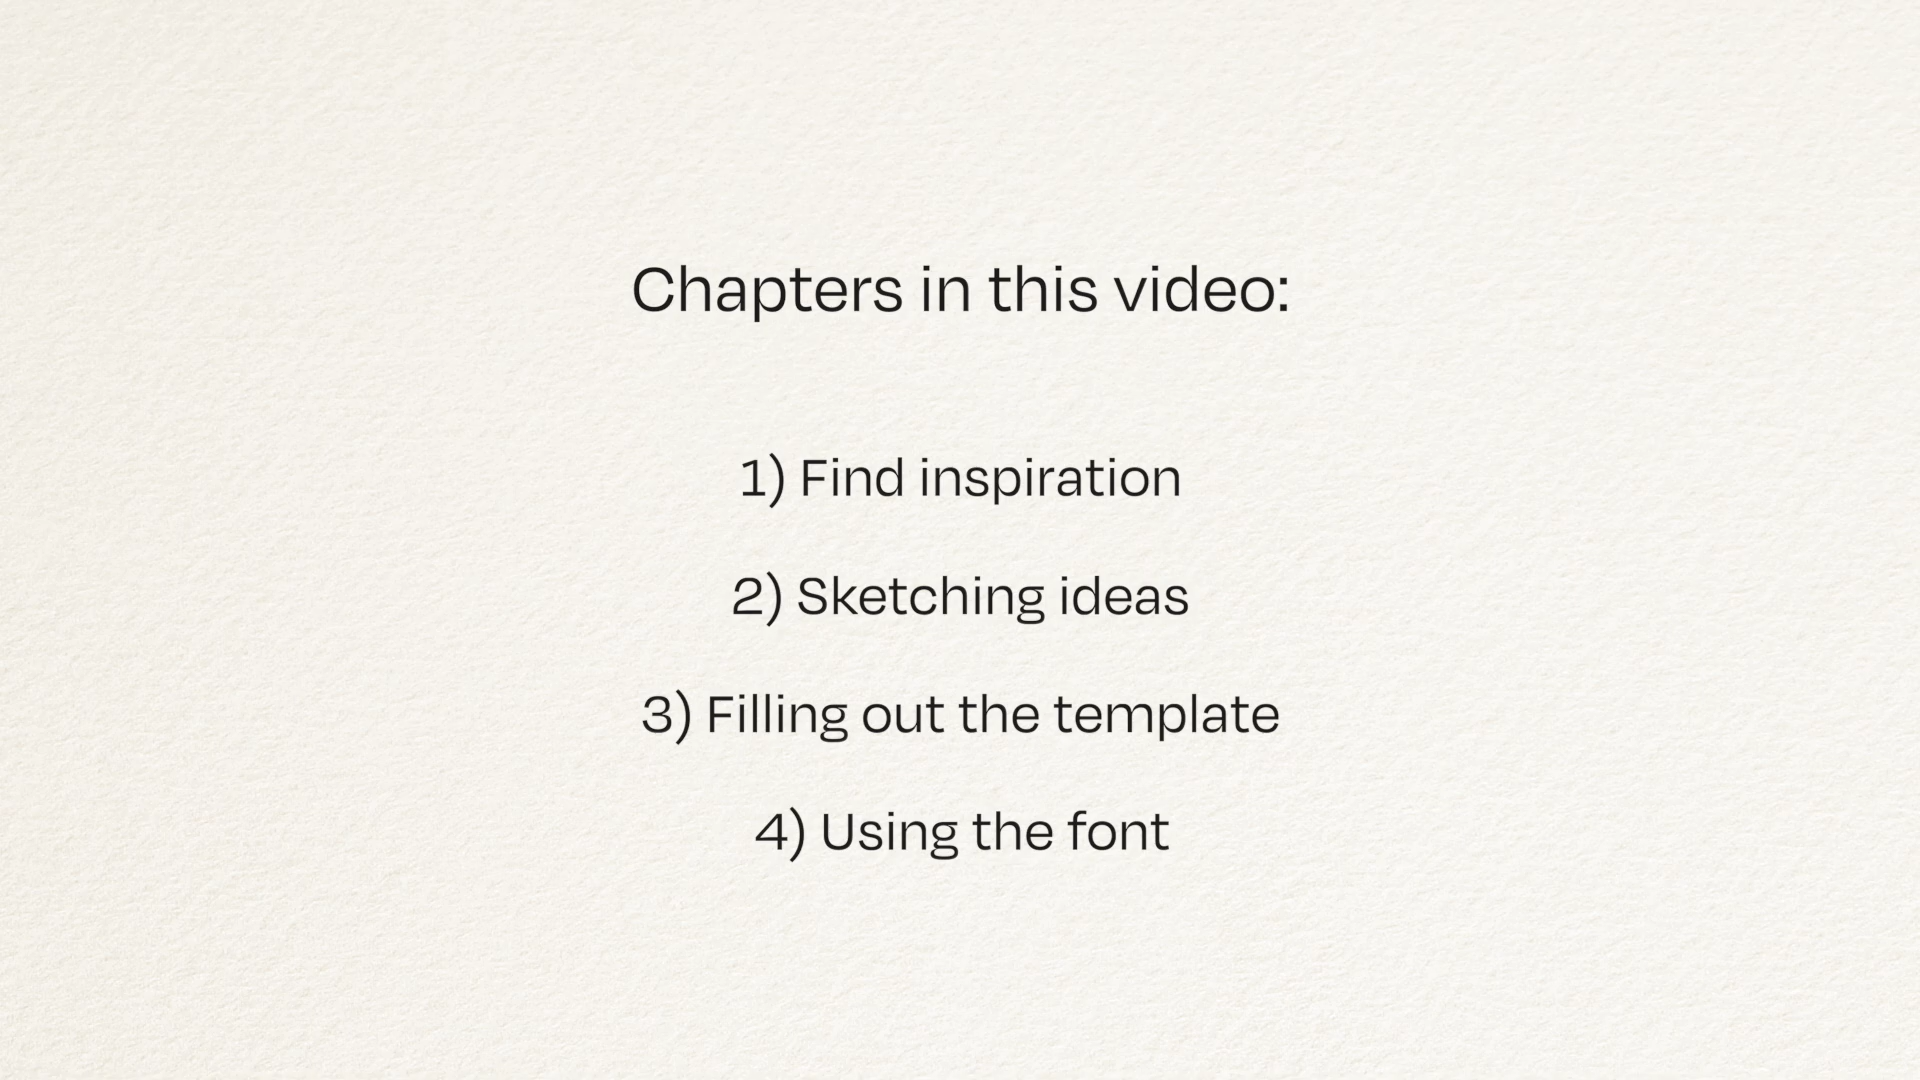 Chapters in this video:
1) Find inspiration
2) Sketching ideas
3) Filling out the template
4) Using the font